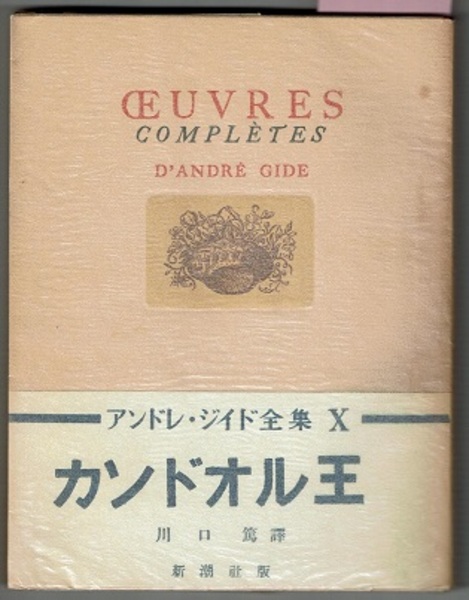 ŒUVRES
COMPLÈTES
D'ANDRÉ GIDE
アンドレ・ジイド全集 X
カンドオル王
川口篤譯
新潮社版